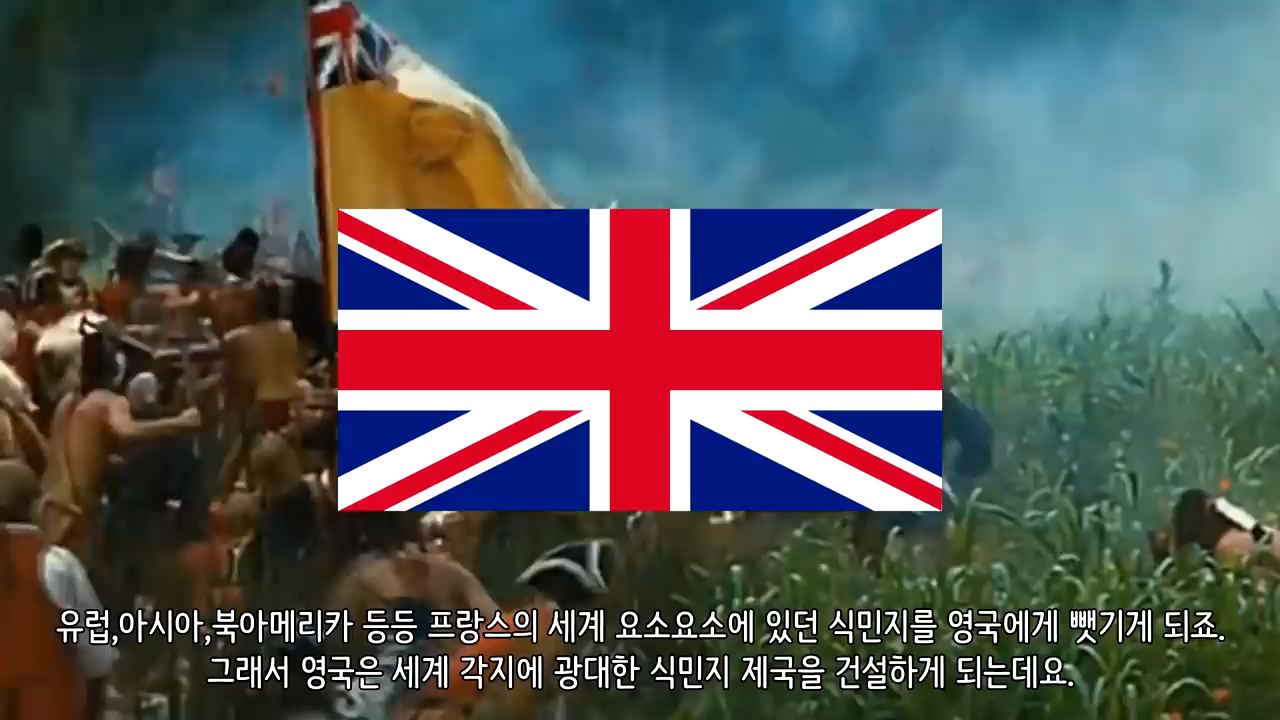 유럽,아시아,북아메리카 등등 프랑스의 세계 요소요소에 있던 식민지를 영국에게 뺏기게 되죠.
그래서 영국은 세계 각지에 광대한 식민지 제국을 건설하게 되는데요.